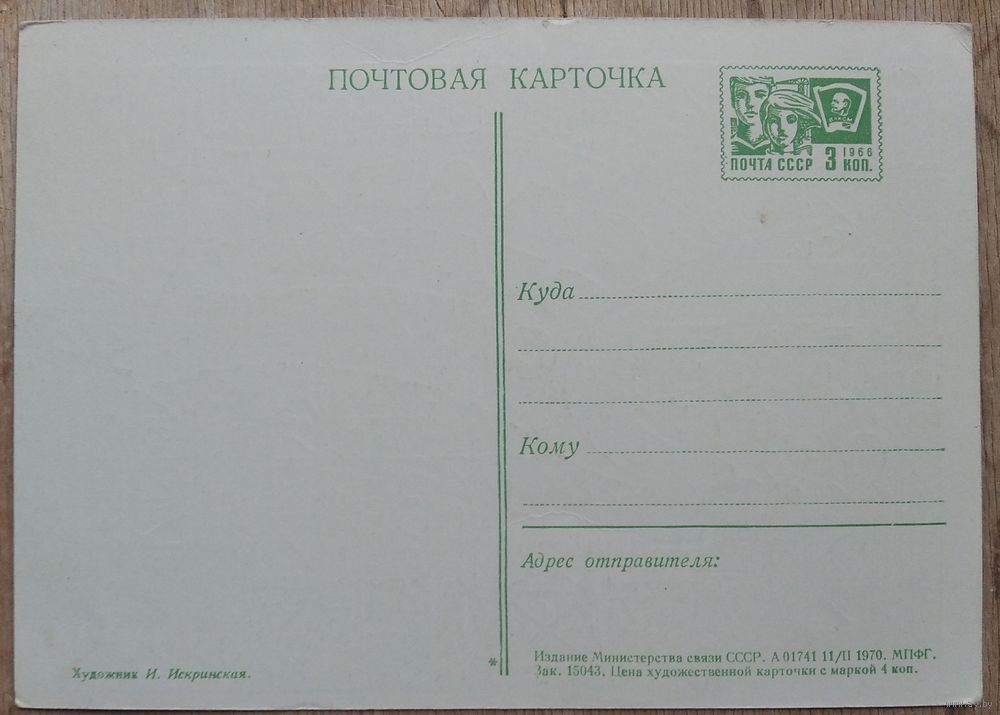 ПОЧТОВАЯ КАРТОЧКА
ВЛКСМ
1966
ПОЧТА СССР 3 КОП.
Куда
Кому
Адрес отправителя:
Художник И. Искринская.
*
Издание Министерства связи СССР. А 01741 11/II 1970. МПФГ.
Зак. 15043. Цена художественной карточки с маркой 4 коп.